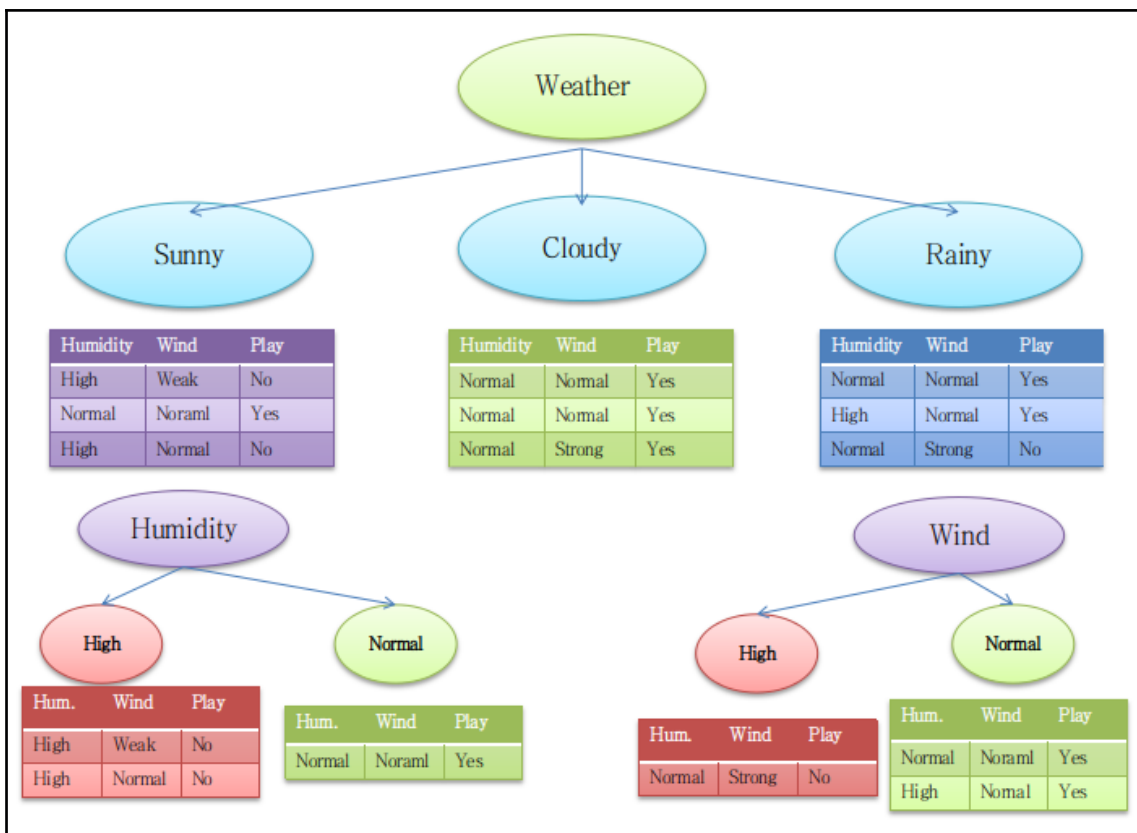 Weather
Sunny
Cloudy
Rainy
Humidity Wind Play
High Weak No
Normal Noraml Yes
High Normal No
Humidity Wind Play
Normal Normal Yes
Normal Normal Yes
Normal Strong Yes
Humidity Wind Play
Normal Normal Yes
High Normal Yes
Normal Strong No
Humidity
High
Normal
Hum. Wind Play
High Weak No
High Normal No
Hum. Wind Play
Normal Noraml Yes
Wind
High
Normal
Hum. Wind Play
Normal Strong No
Hum. Wind Play
Normal Noraml Yes
High Nomal Yes